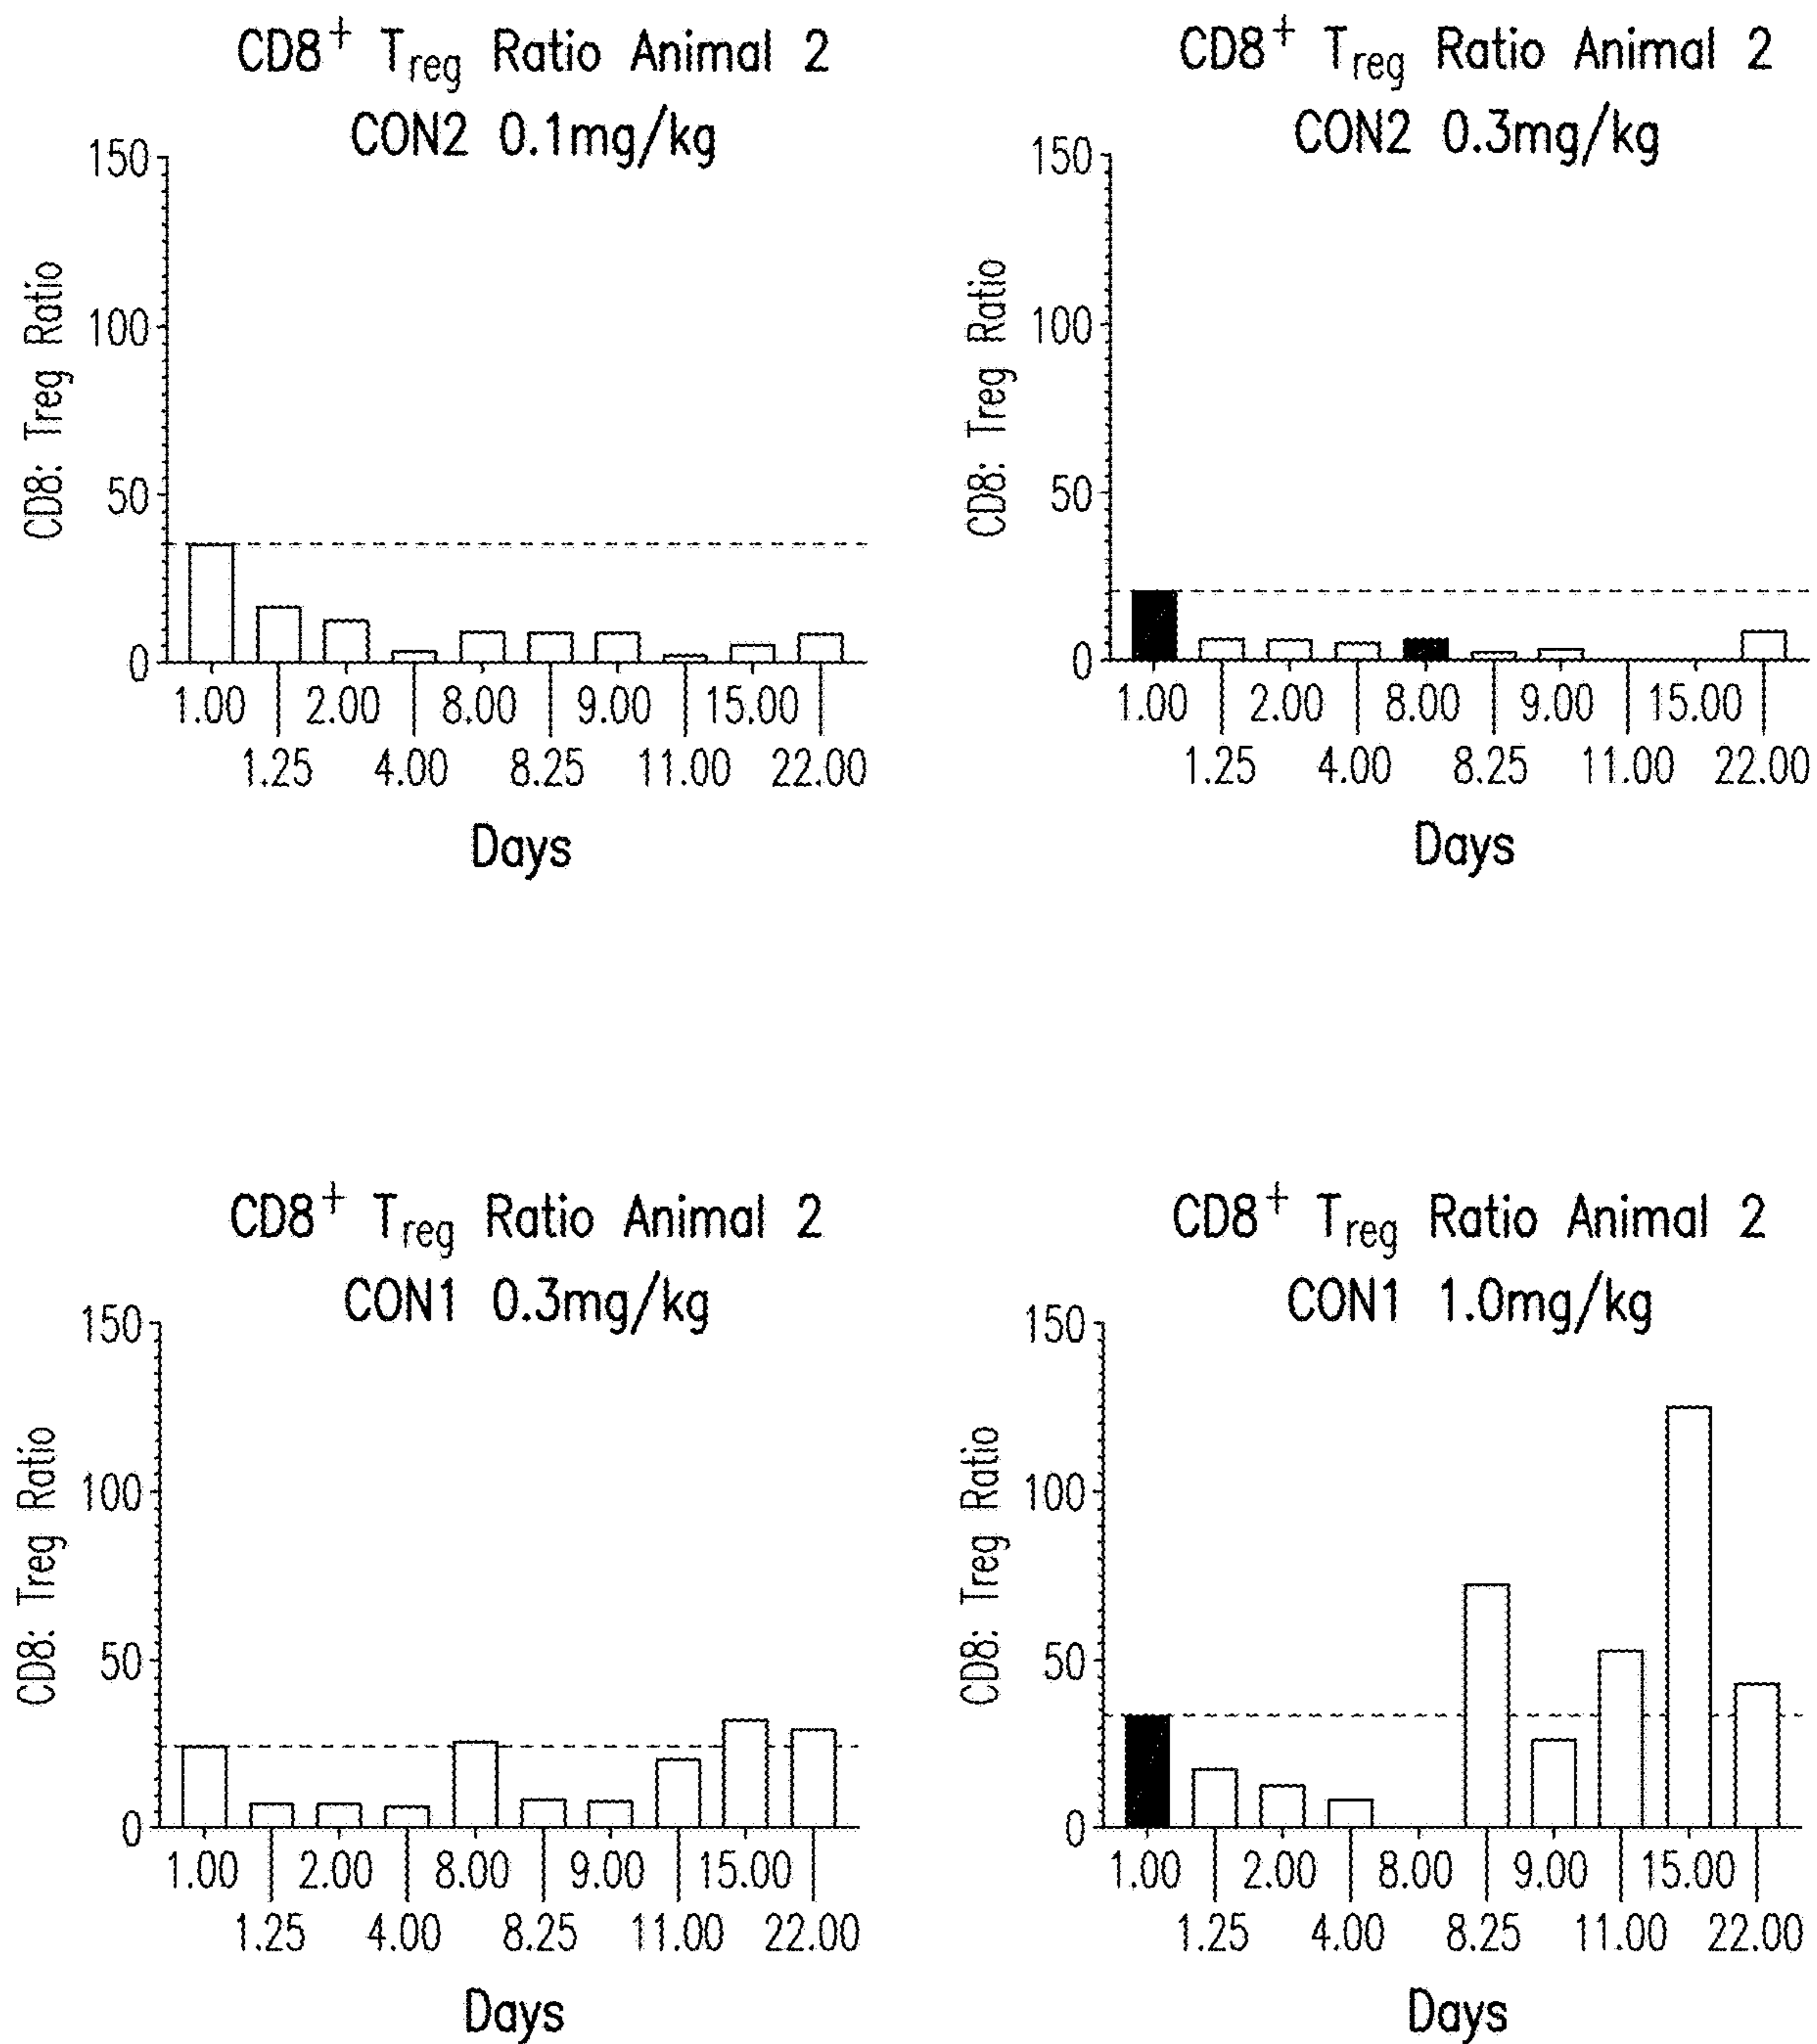 CD8+ Treg Ratio Animal 2
CON2 0.1mg/kg
CD8: Treg Ratio
150
100
50
0
1.00 2.00 8.00 9.00 15.00
1.25 4.00 8.25 11.00 22.00
Days
CD8+ Treg Ratio Animal 2
CON2 0.3mg/kg
CD8: Treg Ratio
150
100
50
0
1.00 2.00 8.00 9.00 15.00
1.25 4.00 8.25 11.00 22.00
Days
CD8+ Treg Ratio Animal 2
CON1 0.3mg/kg
CD8: Treg Ratio
150
100
50
0
1.00 2.00 8.00 9.00 15.00
1.25 4.00 8.25 11.00 22.00
Days
CD8+ Treg Ratio Animal 2
CON1 1.0mg/kg
CD8: Treg Ratio
150
100
50
0
1.00 2.00 8.00 9.00 15.00
1.25 4.00 8.25 11.00 22.00
Days